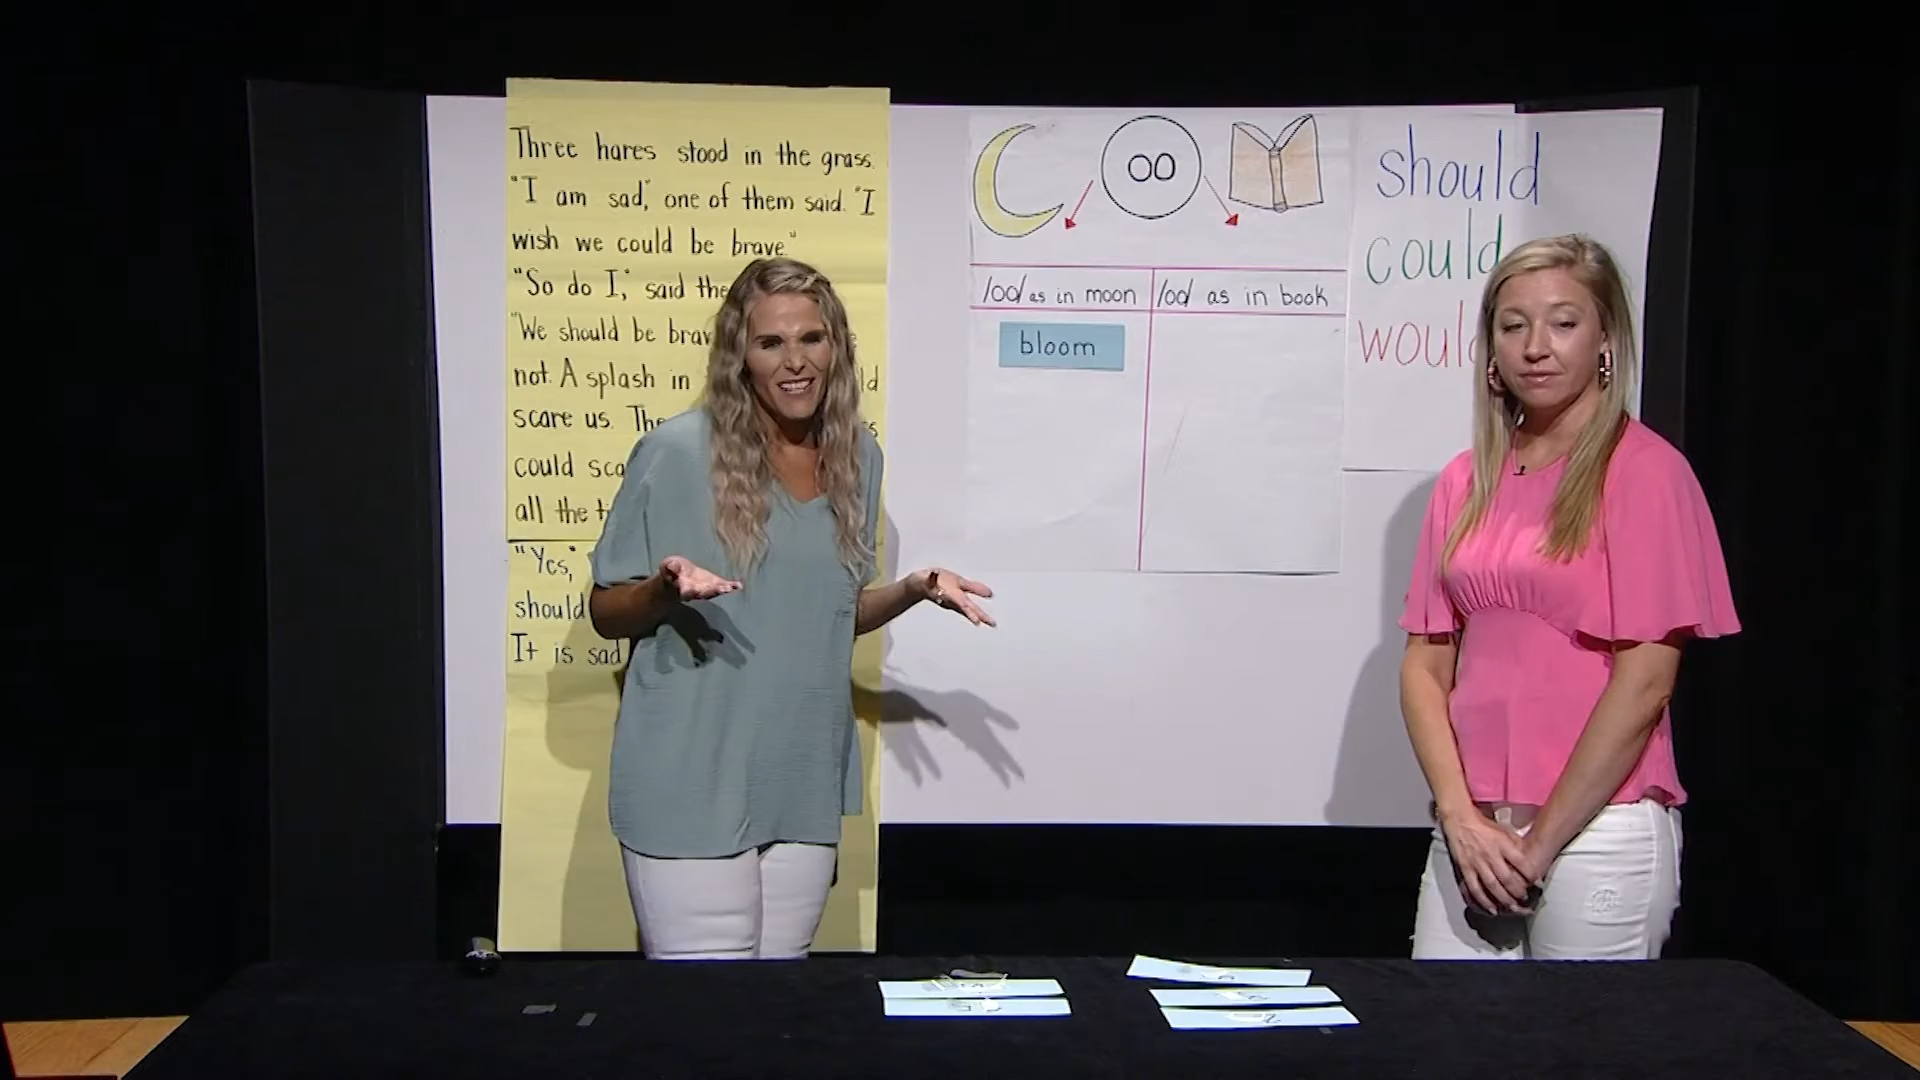 Three hares stood in the grass.
"I am sad", one of them said. "I
wish we could be brave."
"So do I," said the
"We should be brav
not. A splash in
scare us. The
could sca
all the t
"Yes,"
should
It is sad
oo
/oo/ as in moon
/oo/ as in book
bloom
should
could
would